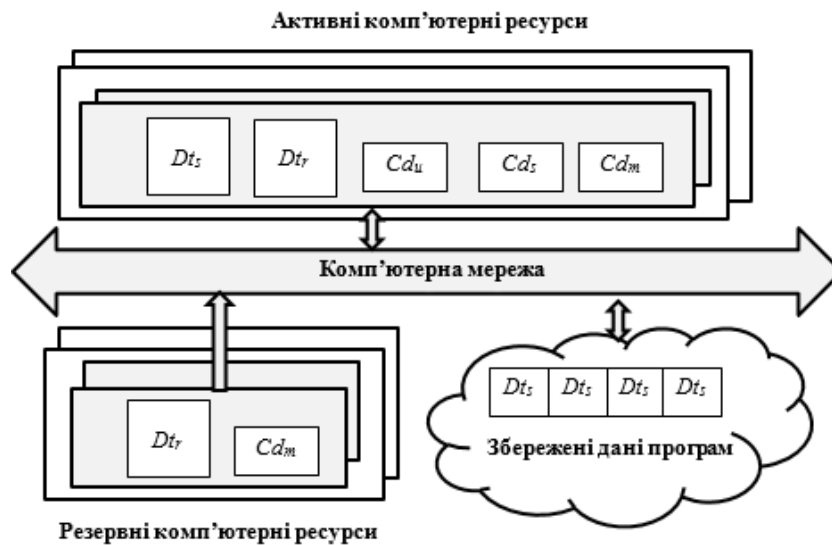 Активні комп’ютерні ресурси
Dtₛ Dtᵣ Cdᵤ Cdₛ Cdₘ
Комп’ютерна мережа
Dtₛ Dtₛ Dtₛ Dtₛ
Dtᵣ Cdₘ
Збережені дані програм
Резервні комп’ютерні ресурси